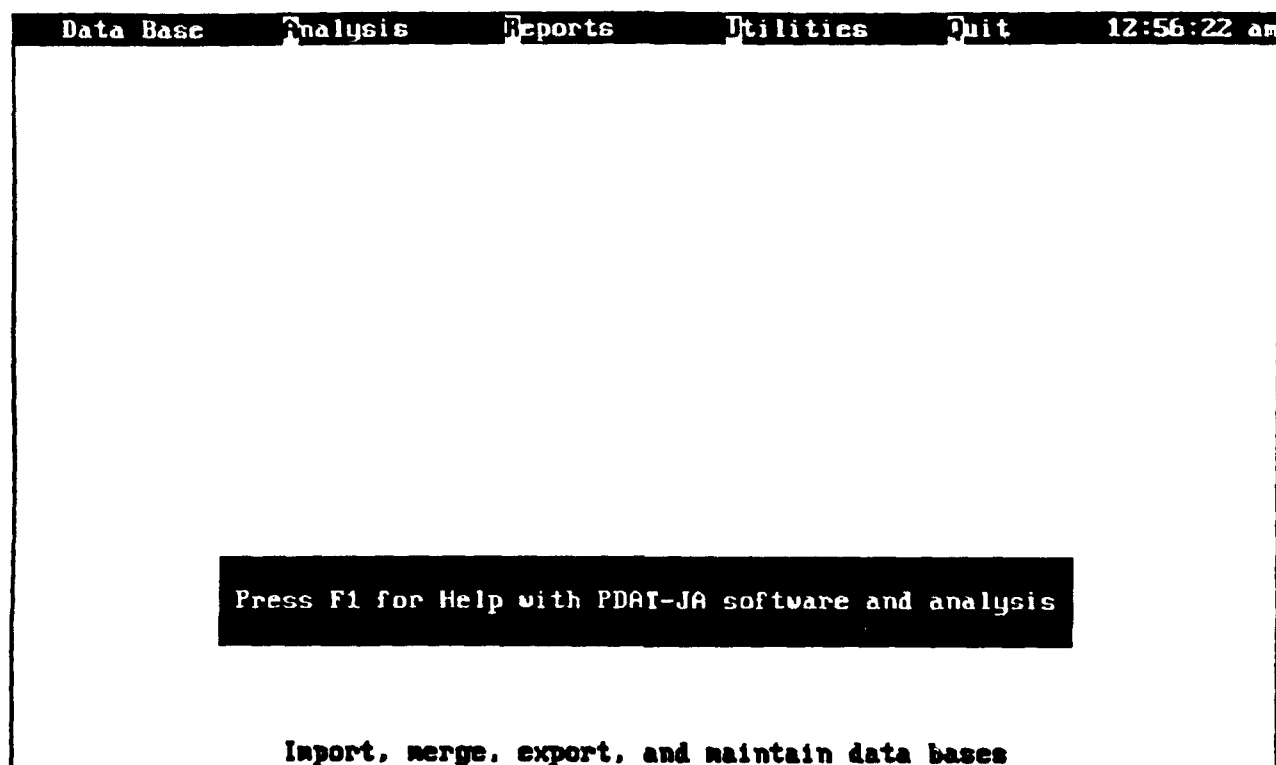 Data Base Analysis Reports Utilities Quit 12:56:22 am
Press F1 for Help with PDAT-JA software and analysis
Import, merge, export, and maintain data bases